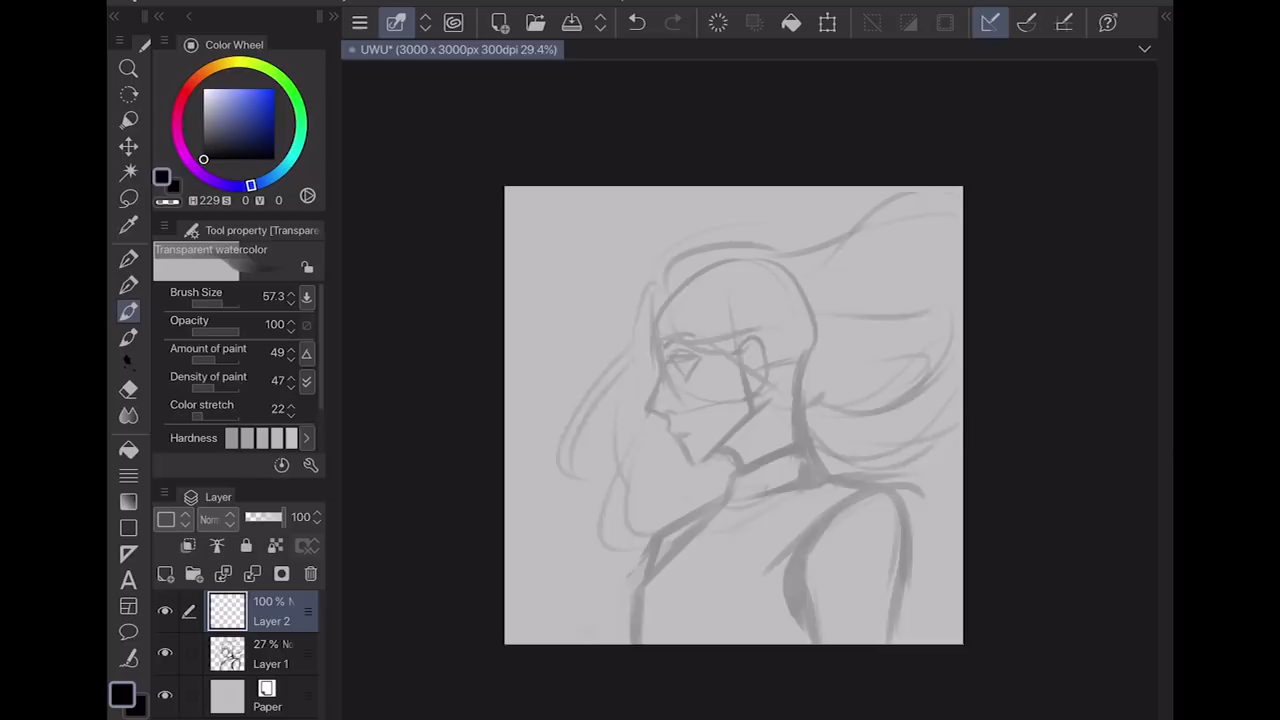 UWU* (3000 x 3000px 300dpi 29.4%)
Color Wheel
H 229 S 0 V 0
Tool property [Transpare
Transparent watercolor
Brush Size 57.3
Opacity 100
Amount of paint 49
Density of paint 47
Color stretch 22
Hardness
Layer
Norm 100
100 % N
Layer 2
27 % No
Layer 1
Paper
A